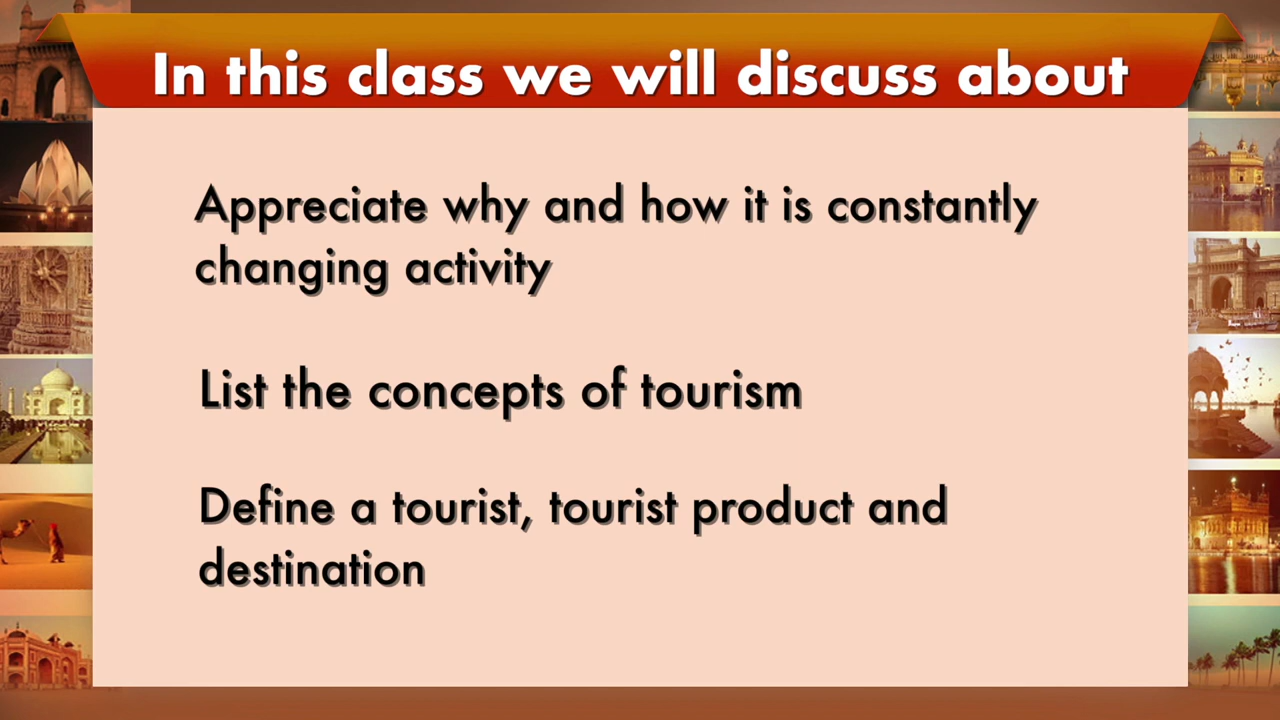 In this class we will discuss about
Appreciate why and how it is constantly
changing activity
List the concepts of tourism
Define a tourist, tourist product and
destination